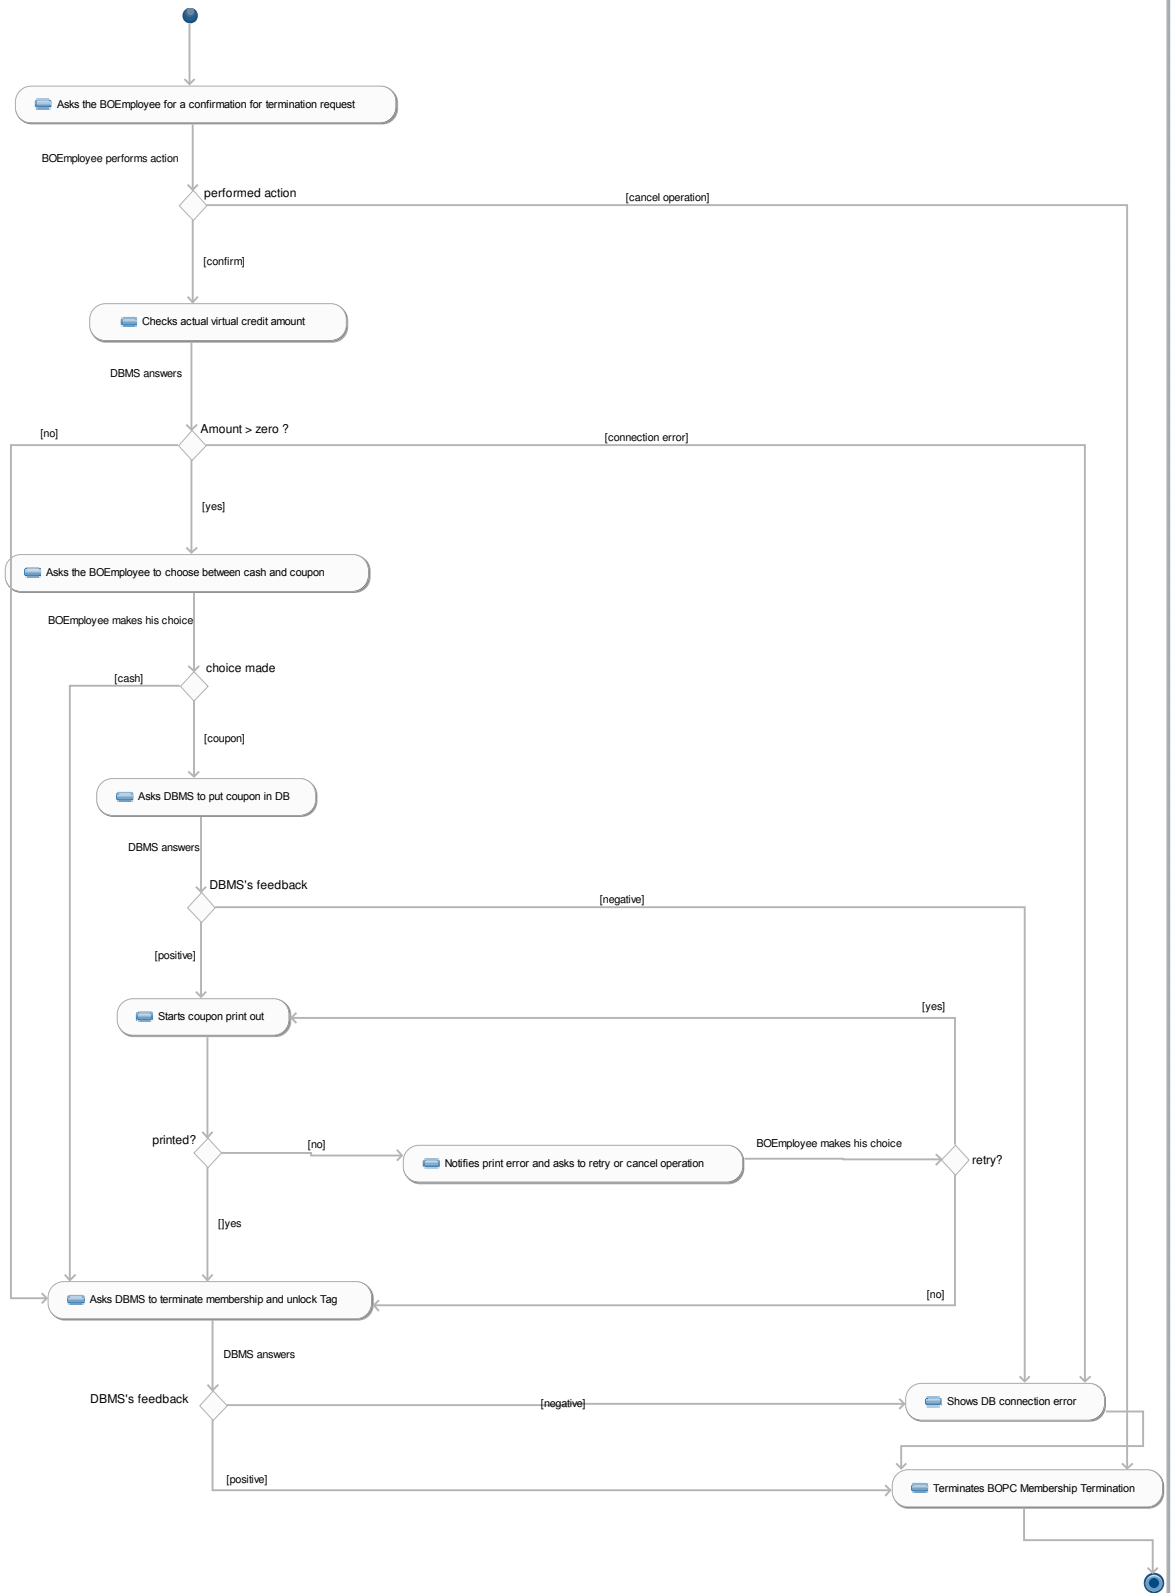 Asks the BOEmployee for a confirmation for termination request
BOEmployee performs action
performed action
[cancel operation]
[confirm]
Checks actual virtual credit amount
DBMS answers
Amount > zero ?
[no]
[connection error]
[yes]
Asks the BOEmployee to choose between cash and coupon
BOEmployee makes his choice
choice made
[cash]
[coupon]
Asks DBMS to put coupon in DB
DBMS answers
DBMS's feedback
[negative]
[positive]
[yes]
Starts coupon print out
printed?
[no]
BOEmployee makes his choice
Notifies print error and asks to retry or cancel operation
retry?
[]yes
[no]
Asks DBMS to terminate membership and unlock Tag
DBMS answers
DBMS's feedback
[negative]
Shows DB connection error
[positive]
Terminates BOPC Membership Termination